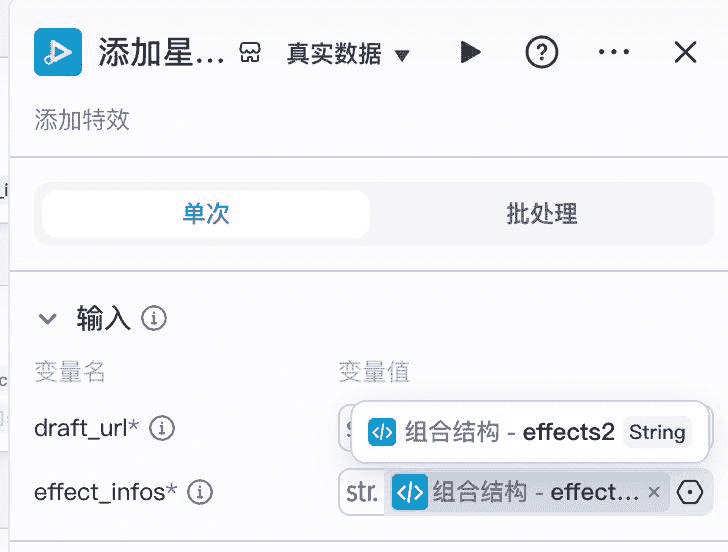 添加星... 真实数据
添加特效
单次 批处理
输入
变量名 变量值
draft_url*
组合结构 - effects2 String
effect_infos* str. 组合结构 - effect...